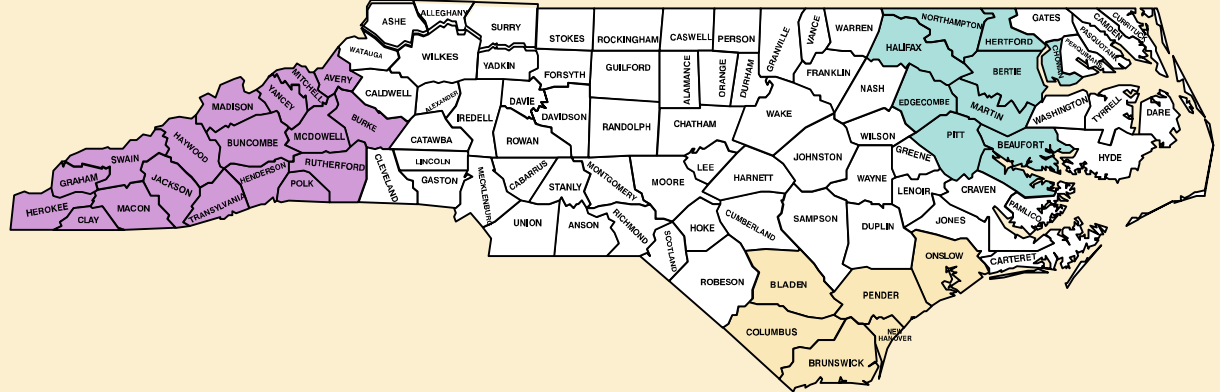 ASHE
ALLEGHANY
SURRY
STOKES
ROCKINGHAM
CASWELL
PERSON
GRANVILLE
VANCE
WARREN
NORTHAMPTON
GATES
CURRITUCK
CAMDEN
PASQUOTANK
PERQUIMANS
CHOWAN
HERTFORD
HALIFAX
WATAUGA
WILKES
YADKIN
FORSYTH
GUILFORD
ALAMANCE
ORANGE
DURHAM
FRANKLIN
NASH
BERTIE
MITCHELL
AVERY
CALDWELL
ALEXANDER
IREDELL
DAVIE
EDGECOMBE
MARTIN
WASHINGTON
TYRRELL
DARE
MADISON
YANCEY
BURKE
CATAWBA
ROWAN
DAVIDSON
RANDOLPH
CHATHAM
WAKE
WILSON
PITT
BEAUFORT
HYDE
HAYWOOD
BUNCOMBE
MCDOWELL
SWAIN
RUTHERFORD
CLEVELAND
LINCOLN
GASTON
MECKLENBURG
CABARRUS
STANLY
MONTGOMERY
MOORE
LEE
HARNETT
JOHNSTON
WAYNE
GREENE
LENOIR
CRAVEN
PAMLICO
GRAHAM
JACKSON
HENDERSON
POLK
TRANSYLVANIA
HEROKEE
CLAY
MACON
UNION
ANSON
RICHMOND
SCOTLAND
HOKE
CUMBERLAND
SAMPSON
DUPLIN
JONES
CARTERET
ONSLOW
ROBESON
BLADEN
PENDER
COLUMBUS
NEW
HANOVER
BRUNSWICK